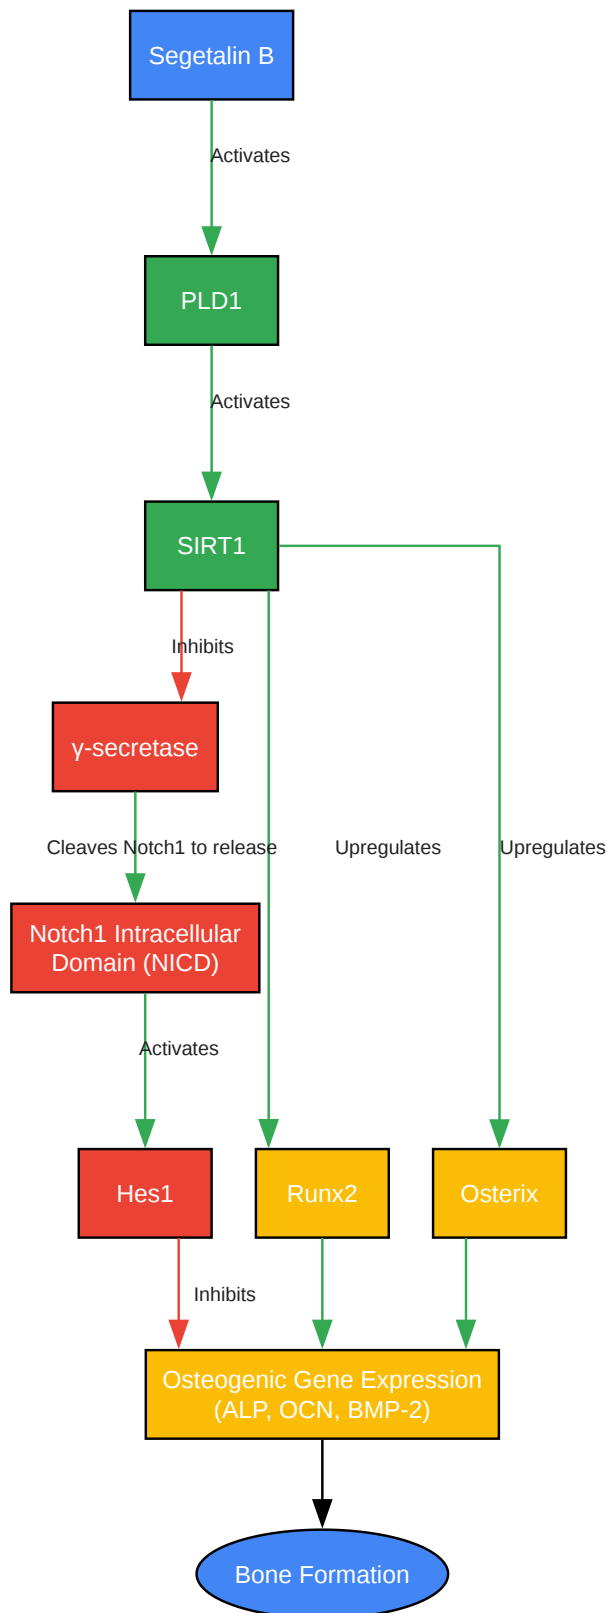 Segetalin B
Activates
PLD1
Activates
SIRT1
Inhibits
γ-secretase
Cleaves Notch1 to release
Upregulates
Upregulates
Notch1 Intracellular
Domain (NICD)
Activates
Hes1
Runx2
Osterix
Inhibits
Osteogenic Gene Expression
(ALP, OCN, BMP-2)
Bone Formation